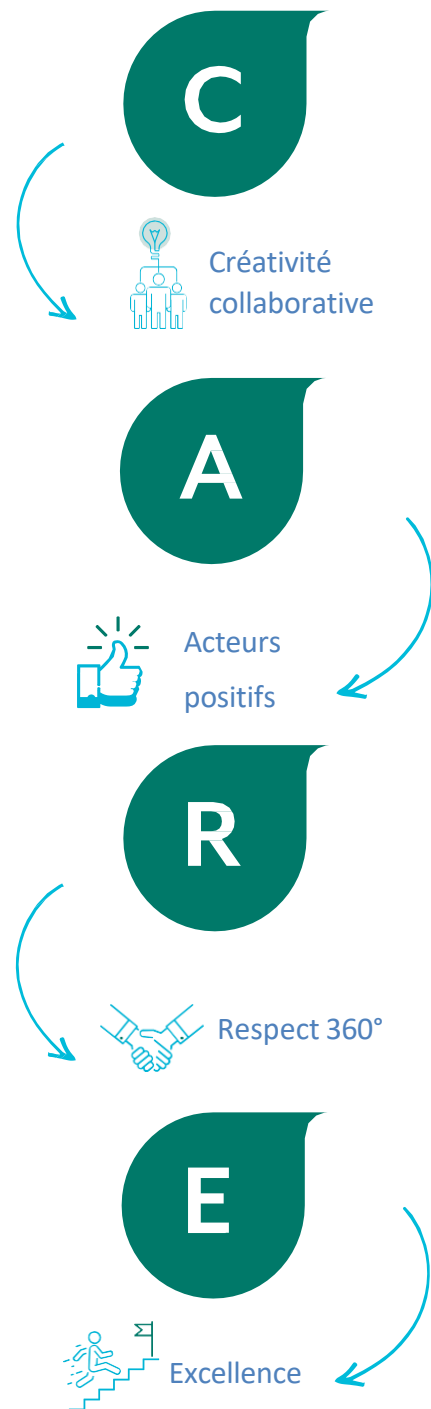 C
Créativité
collaborative
A
Acteurs
positifs
R
Respect 360°
E
Excellence